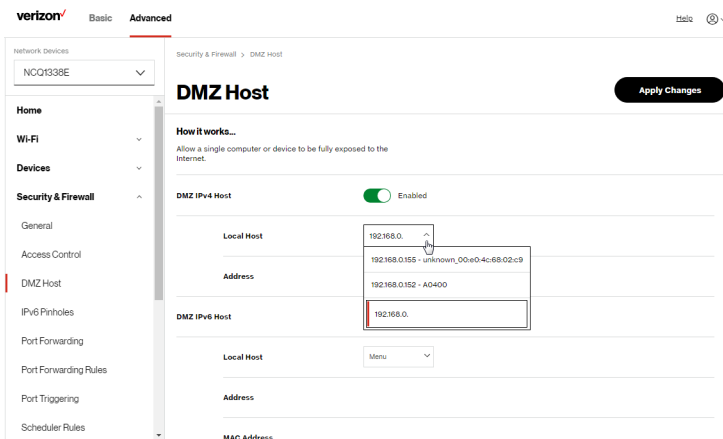 verizon✓
Basic
Advanced
Help
Network Devices
NCQ1338E
Home
Wi-Fi
Devices
Security & Firewall
General
Access Control
DMZ Host
IPv6 Pinholes
Port Forwarding
Port Forwarding Rules
Port Triggering
Scheduler Rules
Security & Firewall > DMZ Host
DMZ Host
Apply Changes
How it works...
Allow a single computer or device to be fully exposed to the
Internet.
DMZ IPv4 Host
Enabled
Local Host
192.168.0.
192.168.0.155 - unknown_00:e0:4c:68:02:c9
192.168.0.152 - A0400
192.168.0.
Address
DMZ IPv6 Host
Local Host
Menu
Address
MAC Address